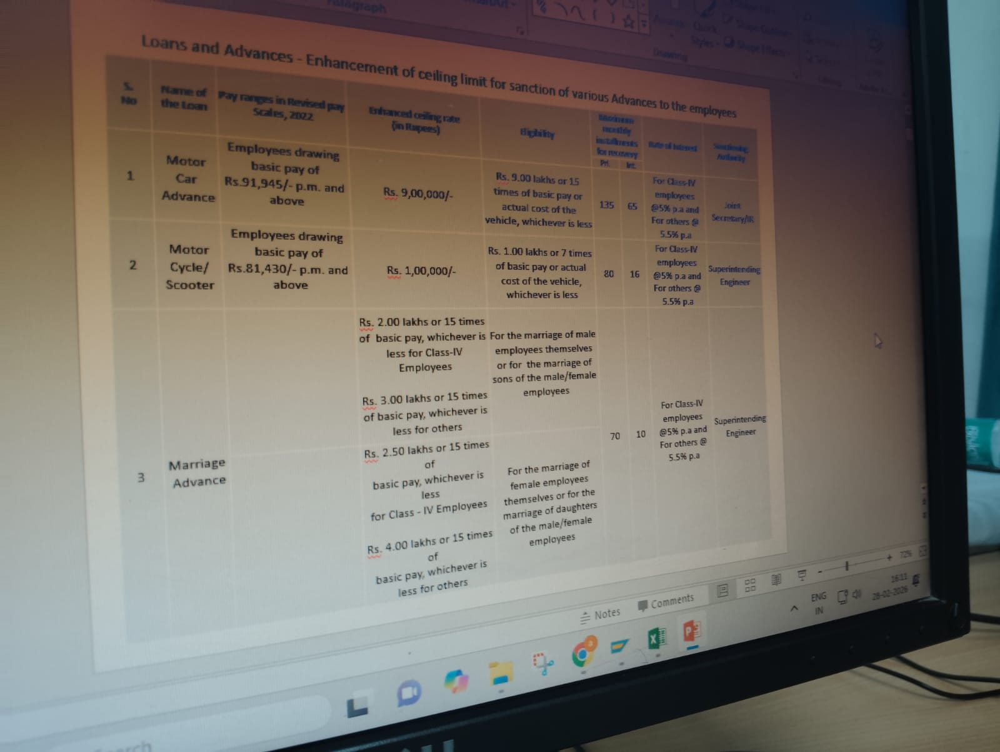 Paragraph
Quick
Styles
Shape Outline
Shape Effects
Drawing
Loans and Advances - Enhancement of ceiling limit for sanction of various Advances to the employees
S.
No
Name of
the Loan
Pay ranges in Revised pay
Scales, 2022
Enhanced ceiling rate
(in Rupees)
Eligibility
Maximum
monthly
installments
for recovery
Pri.
Int.
Rate of Interest
Sanctioning
Authority
1
Motor
Car
Advance
Employees drawing
basic pay of
Rs.91,945/- p.m. and
above
Rs. 9,00,000/-
Rs. 9.00 lakhs or 15
times of basic pay or
actual cost of the
vehicle, whichever is less
135
65
For Class-IV
employees
@5% p.a and
For others @
5.5% p.a
Joint
Secretary/IR
2
Motor
Cycle/
Scooter
Employees drawing
basic pay of
Rs.81,430/- p.m. and
above
Rs. 1,00,000/-
Rs. 1.00 lakhs or 7 times
of basic pay or actual
cost of the vehicle,
whichever is less
80
16
For Class-IV
employees
@5% p.a and
For others @
5.5% p.a
Superintending
Engineer
3
Marriage
Advance
Rs. 2.00 lakhs or 15 times
of basic pay, whichever is
less for Class-IV
Employees
Rs. 3.00 lakhs or 15 times
of basic pay, whichever is
less for others
For the marriage of male
employees themselves
or for the marriage of
sons of the male/female
employees
Rs. 2.50 lakhs or 15 times
of
basic pay, whichever is
less
for Class - IV Employees
Rs. 4.00 lakhs or 15 times
of
basic pay, whichever is
less for others
For the marriage of
female employees
themselves or for the
marriage of daughters
of the male/female
employees
70
10
For Class-IV
employees
@5% p.a and
For others @
5.5% p.a
Superintending
Engineer
Notes
Comments
72%
ENG
IN
16:11
28-02-2026